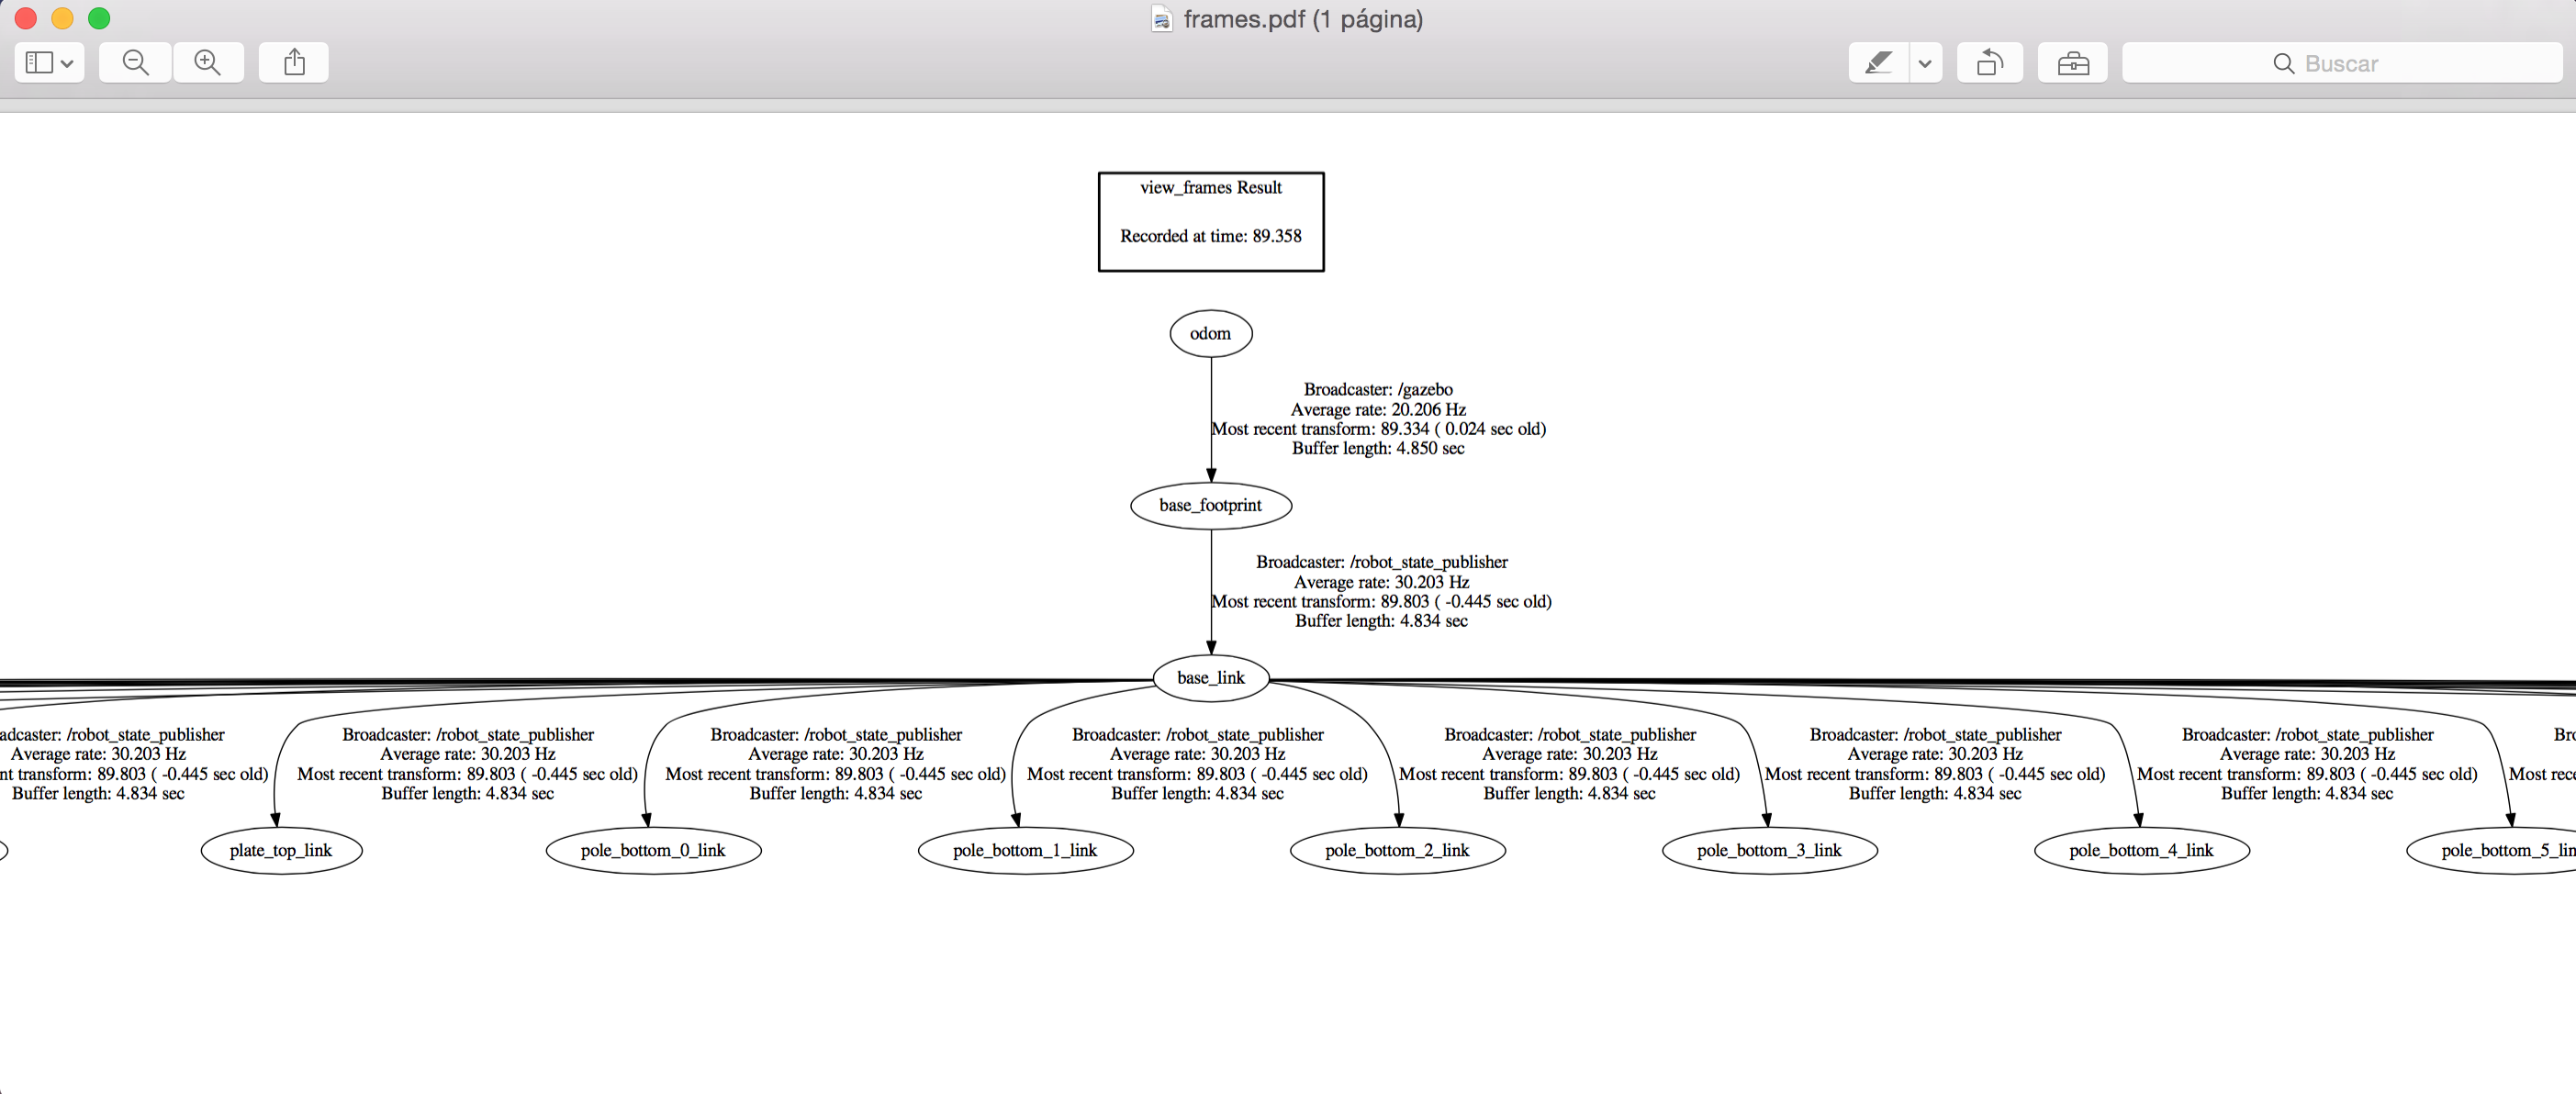 frames.pdf (1 página)
Buscar
view_frames Result
Recorded at time: 89.358
odom
Broadcaster: /gazebo
Average rate: 20.206 Hz
Most recent transform: 89.334 ( 0.024 sec old)
Buffer length: 4.850 sec
base_footprint
Broadcaster: /robot_state_publisher
Average rate: 30.203 Hz
Most recent transform: 89.803 ( -0.445 sec old)
Buffer length: 4.834 sec
base_link
adcaster: /robot_state_publisher
Average rate: 30.203 Hz
nt transform: 89.803 ( -0.445 sec old)
Buffer length: 4.834 sec
Broadcaster: /robot_state_publisher
Average rate: 30.203 Hz
Most recent transform: 89.803 ( -0.445 sec old)
Buffer length: 4.834 sec
Broadcaster: /robot_state_publisher
Average rate: 30.203 Hz
Most recent transform: 89.803 ( -0.445 sec old)
Buffer length: 4.834 sec
Broadcaster: /robot_state_publisher
Average rate: 30.203 Hz
Most recent transform: 89.803 ( -0.445 sec old)
Buffer length: 4.834 sec
Broadcaster: /robot_state_publisher
Average rate: 30.203 Hz
Most recent transform: 89.803 ( -0.445 sec old)
Buffer length: 4.834 sec
Broadcaster: /robot_state_publisher
Average rate: 30.203 Hz
Most recent transform: 89.803 ( -0.445 sec old)
Buffer length: 4.834 sec
Broadcaster: /robot_state_publisher
Average rate: 30.203 Hz
Most recent transform: 89.803 ( -0.445 sec old)
Buffer length: 4.834 sec
Bro
Most rece
plate_top_link
pole_bottom_0_link
pole_bottom_1_link
pole_bottom_2_link
pole_bottom_3_link
pole_bottom_4_link
pole_bottom_5_lin